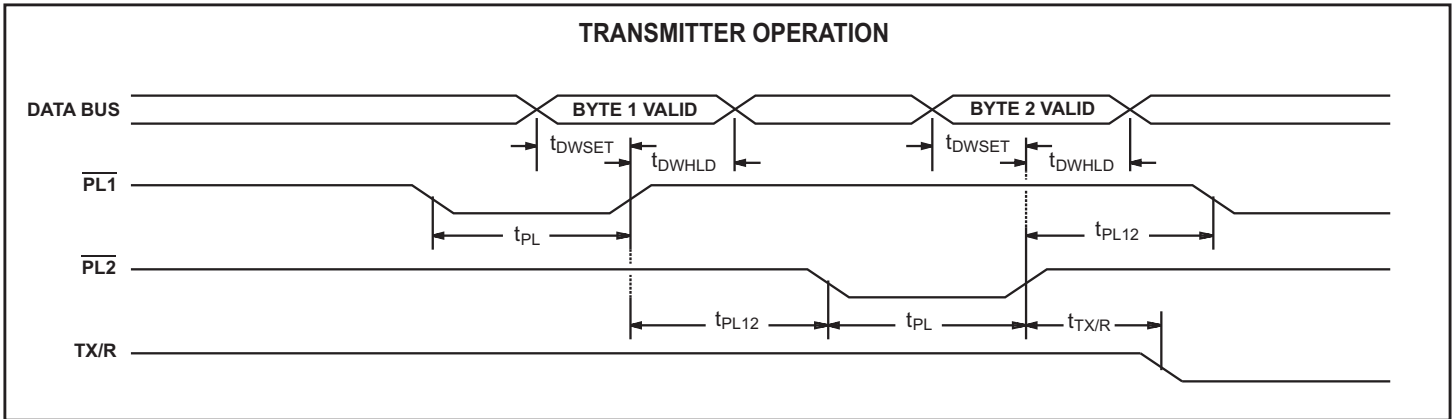 TRANSMITTER OPERATION
DATA BUS
BYTE 1 VALID
BYTE 2 VALID
tDWSET
tDWHLD
tDWSET
tDWHLD
PL1
tPL
tPL12
PL2
tPL12
tPL
tTX/R
TX/R